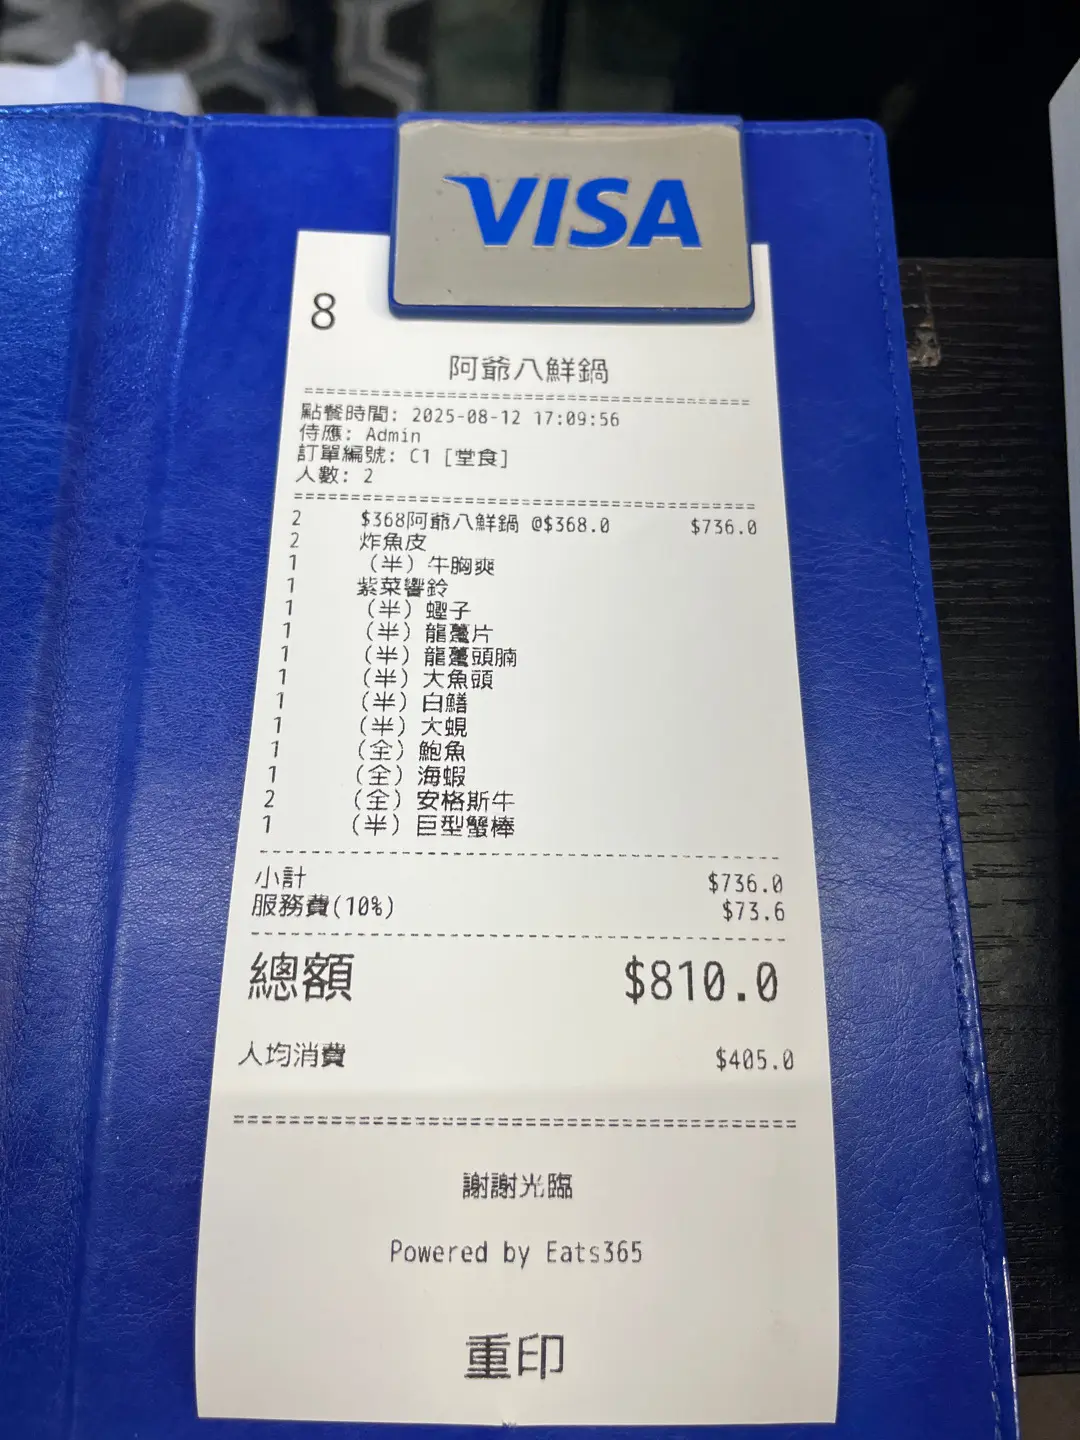 VISA
8
阿爺八鮮鍋
點餐時間: 2025-08-12 17:09:56
侍應: Admin
訂單編號: C1 [堂食]
人數: 2
2 $368阿爺八鮮鍋 @$368.0 $736.0
2 炸魚皮
1 (半) 牛胸爽
1 紫菜響鈴
1 (半) 蟶子
1 (半) 龍躉片
1 (半) 龍躉頭腩
1 (半) 大魚頭
1 (半) 白鱔
1 (半) 大蜆
1 (全) 鮑魚
1 (全) 海蝦
2 (全) 安格斯牛
1 (半) 巨型蟹棒
小計 $736.0
服務費(10%) $73.6
總額 $810.0
人均消費 $405.0
謝謝光臨
Powered by Eats365
重印